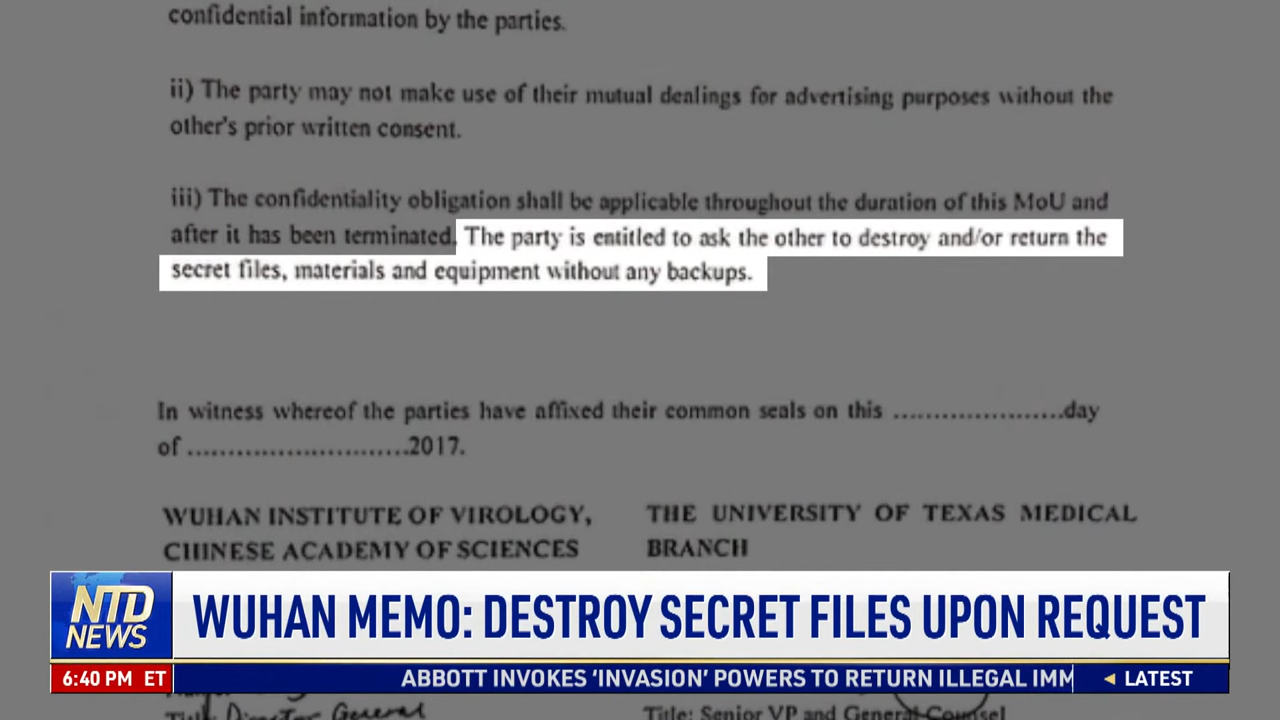 confidential information by the parties.
ii) The party may not make use of their mutual dealings for advertising purposes without the
other's prior written consent.
iii) The confidentiality obligation shall be applicable throughout the duration of this MoU and
after it has been terminated. The party is entitled to ask the other to destroy and/or return the
secret files, materials and equipment without any backups.
In witness whereof the parties have affixed their common seals on this .....................day
of ...........................2017.
WUHAN INSTITUTE OF VIROLOGY,
CHINESE ACADEMY OF SCIENCES
THE UNIVERSITY OF TEXAS MEDICAL
BRANCH
NTD
NEWS
WUHAN MEMO: DESTROY SECRET FILES UPON REQUEST
6:40 PM ET
ABBOTT INVOKES 'INVASION' POWERS TO RETURN ILLEGAL IMM
LATEST
Director General
Title: Senior VP and General Counsel